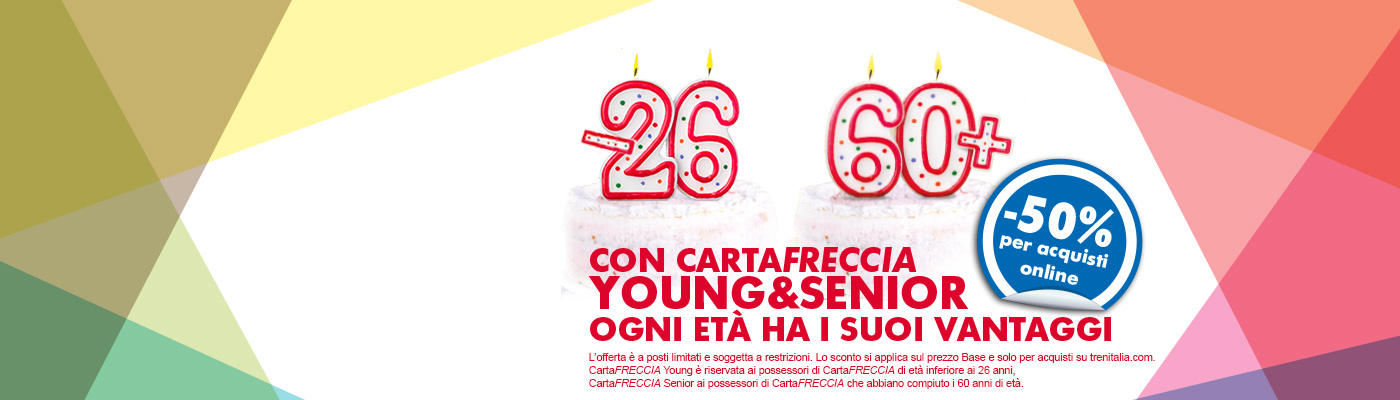 -26
60+
-50%
per acquisti
online
CON CARTAFRECCIA
YOUNG&SENIOR
OGNI ETÀ HA I SUOI VANTAGGI
L'offerta è a posti limitati e soggetta a restrizioni. Lo sconto si applica sul prezzo Base e solo per acquisti su trenitalia.com.
CartaFRECCIA Young è riservata ai possessori di CartaFRECCIA di età inferiore ai 26 anni,
CartaFRECCIA Senior ai possessori di CartaFRECCIA che abbiano compiuto i 60 anni di età.